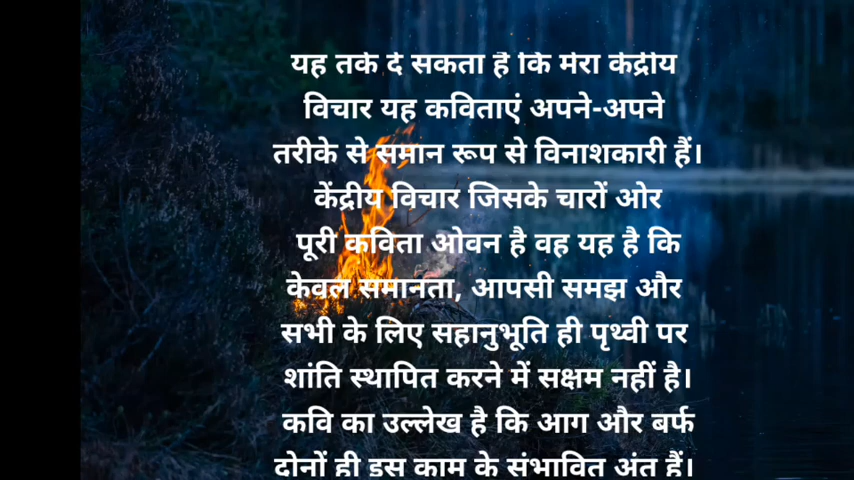 यह तर्क दे सकता है कि मेरा केंद्रीय
विचार यह कविताएं अपने-अपने
तरीके से समान रूप से विनाशकारी हैं।
केंद्रीय विचार जिसके चारों ओर
पूरी कविता ओवन है वह यह है कि
केवल समानता, आपसी समझ और
सभी के लिए सहानुभूति ही पृथ्वी पर
शांति स्थापित करने में सक्षम नहीं है।
कवि का उल्लेख है कि आग और बर्फ
दोनों ही इस काम के संभावित अंत हैं।